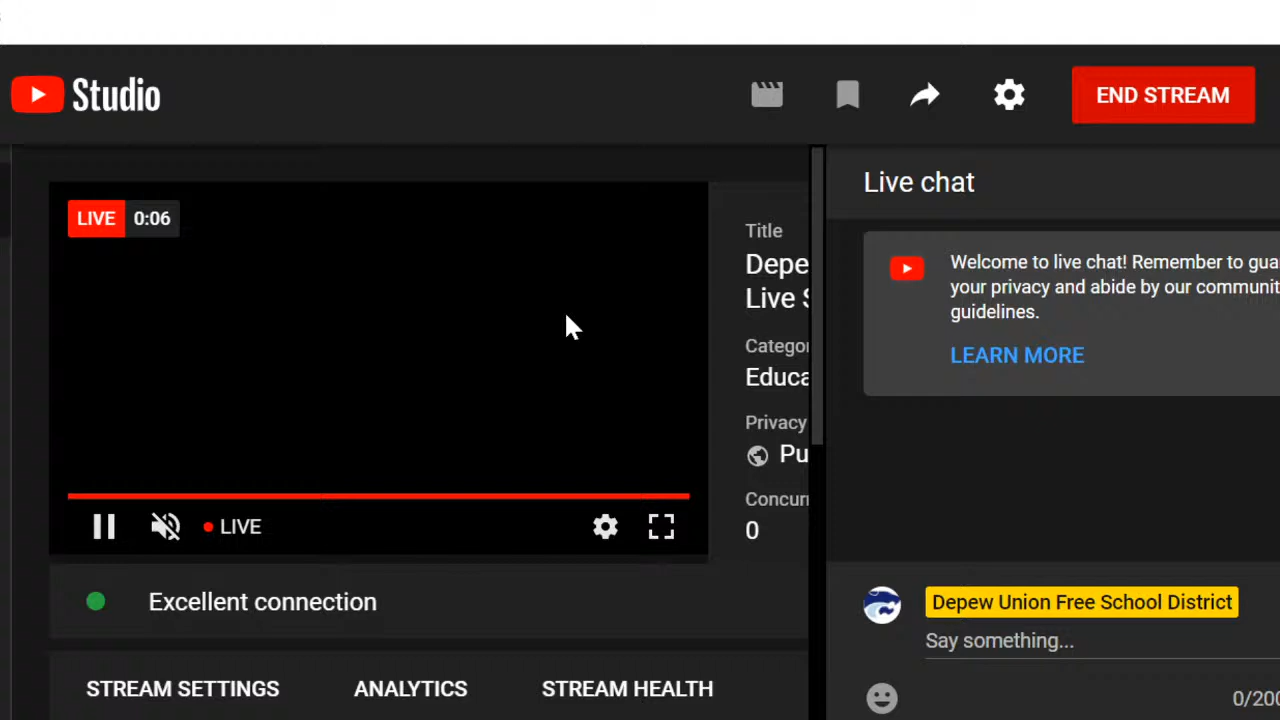 Studio
END STREAM
LIVE 0:06
LIVE
Excellent connection
STREAM SETTINGS
ANALYTICS
STREAM HEALTH
Title
Depe
Live
Categor
Educa
Privacy
Pu
Concurr
0
Live chat
Welcome to live chat! Remember to gua
your privacy and abide by our communit
guidelines.
LEARN MORE
Depew Union Free School District
Say something...
0/200